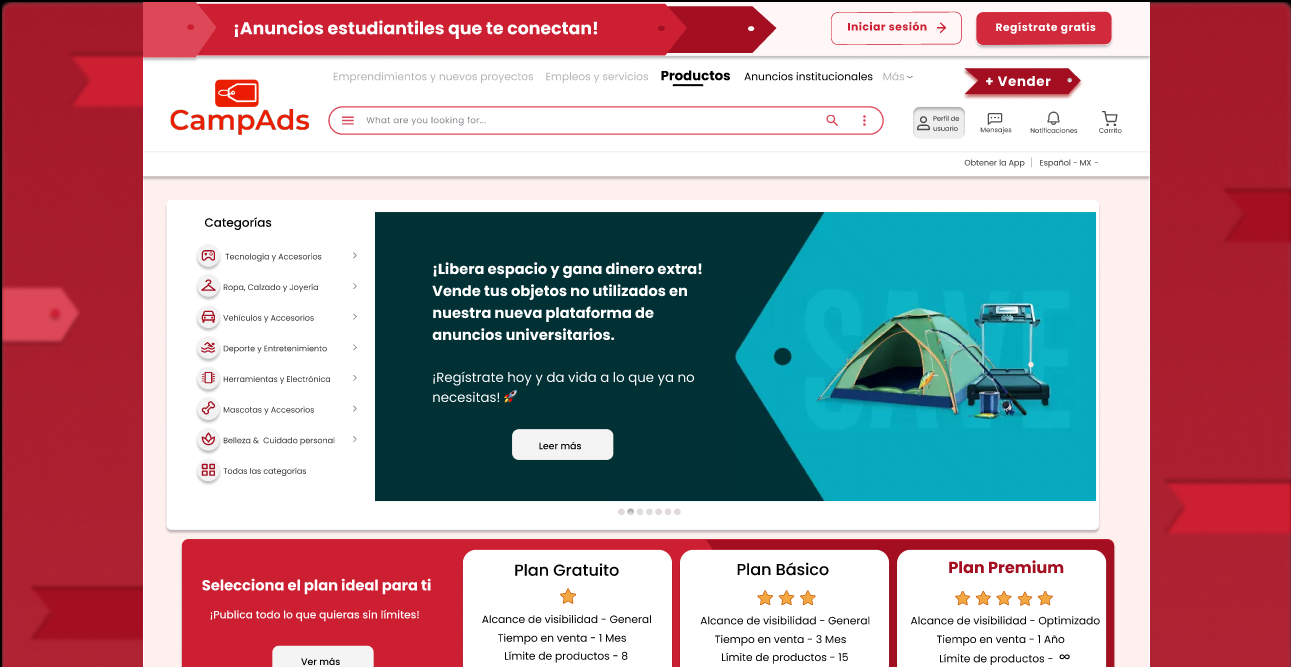 ¡Anuncios estudiantiles que te conectan!
Iniciar sesión
Regístrate gratis
Emprendimientos y nuevos proyectos
Empleos y servicios
Productos
Anuncios institucionales
Más
+ Vender
CampAds
What are you looking for...
Perfil de
usuario
Mensajes
Notificaciones
Carrito
Obtener la App
Español - MX -
Categorías
Tecnología y Accesorios
Ropa, Calzado y Joyería
Vehículos y Accesorios
Deporte y Entretenimiento
Herramientas y Electrónica
Mascotas y Accesorios
Belleza & Cuidado personal
Todas las categorías
¡Libera espacio y gana dinero extra!
Vende tus objetos no utilizados en
nuestra nueva plataforma de
anuncios universitarios.
¡Regístrate hoy y da vida a lo que ya no
necesitas! 🚀
Leer más
SAVE
Selecciona el plan ideal para ti
¡Publica todo lo que quieras sin límites!
Ver más
Plan Gratuito
Alcance de visibilidad - General
Tiempo en venta - 1 Mes
Límite de productos - 8
Plan Básico
Alcance de visibilidad - General
Tiempo en venta - 3 Mes
Límite de productos - 15
Plan Premium
Alcance de visibilidad - Optimizado
Tiempo en venta - 1 Año
Límite de productos - ∞